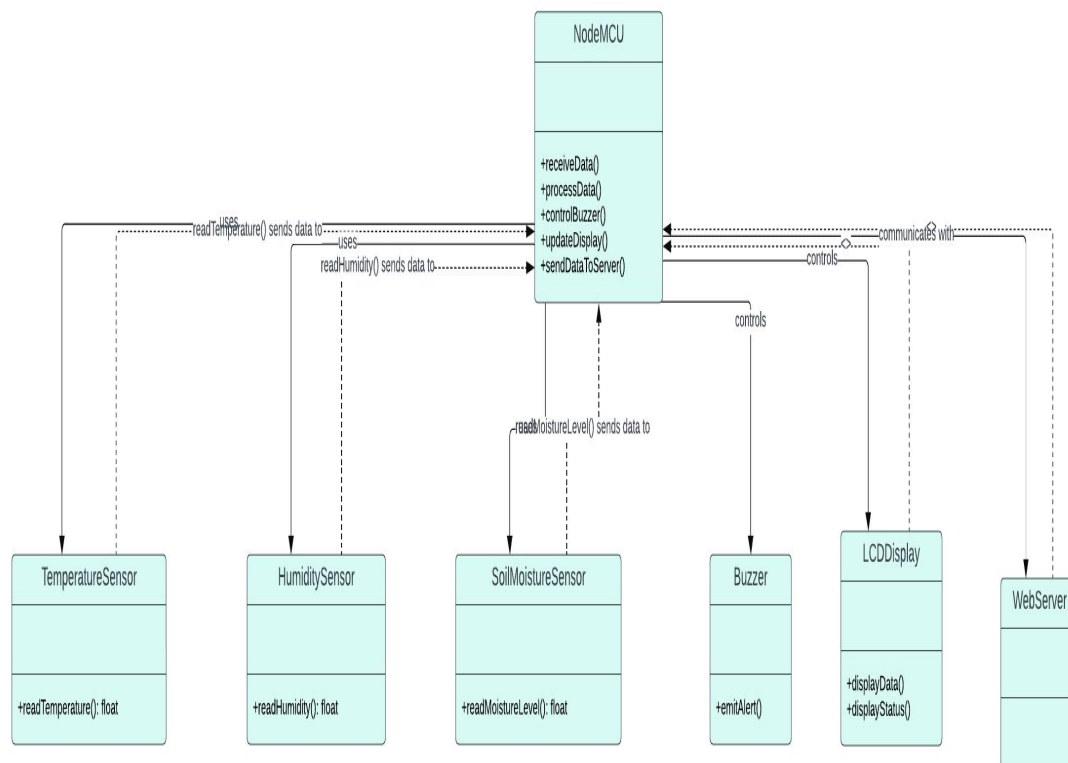 NodeMCU
+receiveData()
+processData()
+controlBuzzer()
+updateDisplay()
+sendDataToServer()
uses
readTemperature() sends data to
uses
readHumidity() sends data to
communicates with
controls
controls
readMoistureLevel() sends data to
TemperatureSensor
+readTemperature(): float
HumiditySensor
+readHumidity(): float
SoilMoistureSensor
+readMoistureLevel(): float
Buzzer
+emitAlert()
LCDDisplay
+displayData()
+displayStatus()
WebServer